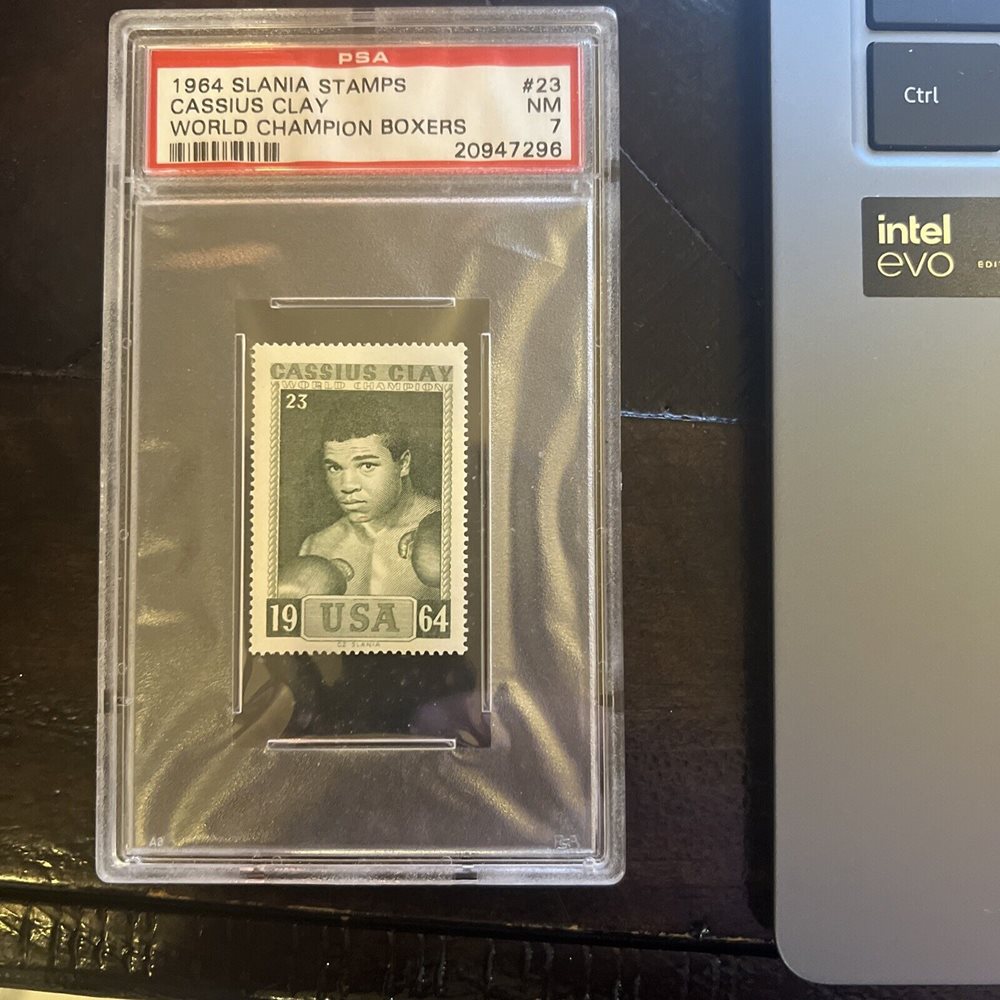 PSA
1964 SLANIA STAMPS #23
CASSIUS CLAY NM
WORLD CHAMPION BOXERS 7
20947296
CASSIUS CLAY
WORLD CHAMPION
23
19 USA 64
CZ SLANIA
Ctrl
intel
evo